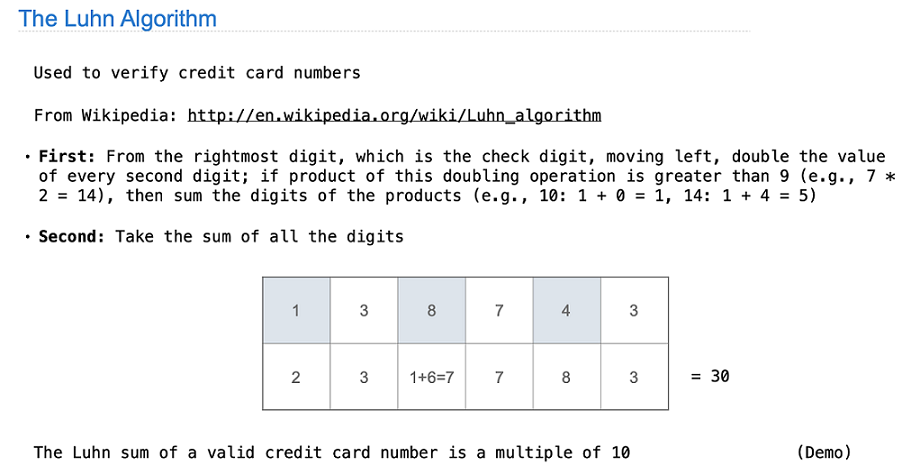 The Luhn Algorithm
Used to verify credit card numbers
From Wikipedia: http://en.wikipedia.org/wiki/Luhn_algorithm
• First: From the rightmost digit, which is the check digit, moving left, double the value
of every second digit; if product of this doubling operation is greater than 9 (e.g., 7 *
2 = 14), then sum the digits of the products (e.g., 10: 1 + 0 = 1, 14: 1 + 4 = 5)
• Second: Take the sum of all the digits
1 3 8 7 4 3
2 3 1+6=7 7 8 3 = 30
The Luhn sum of a valid credit card number is a multiple of 10 (Demo)